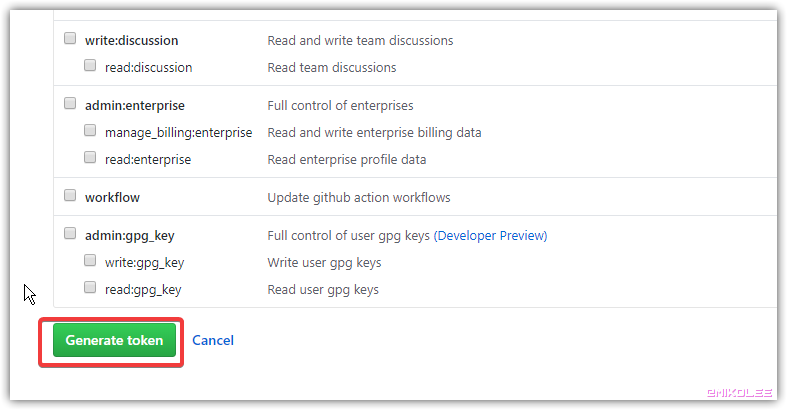 write:discussion Read and write team discussions
read:discussion Read team discussions
admin:enterprise Full control of enterprises
manage_billing:enterprise Read and write enterprise billing data
read:enterprise Read enterprise profile data
workflow Update github action workflows
admin:gpg_key Full control of user gpg keys (Developer Preview)
write:gpg_key Write user gpg keys
read:gpg_key Read user gpg keys
Generate token Cancel
@MIKOLEE